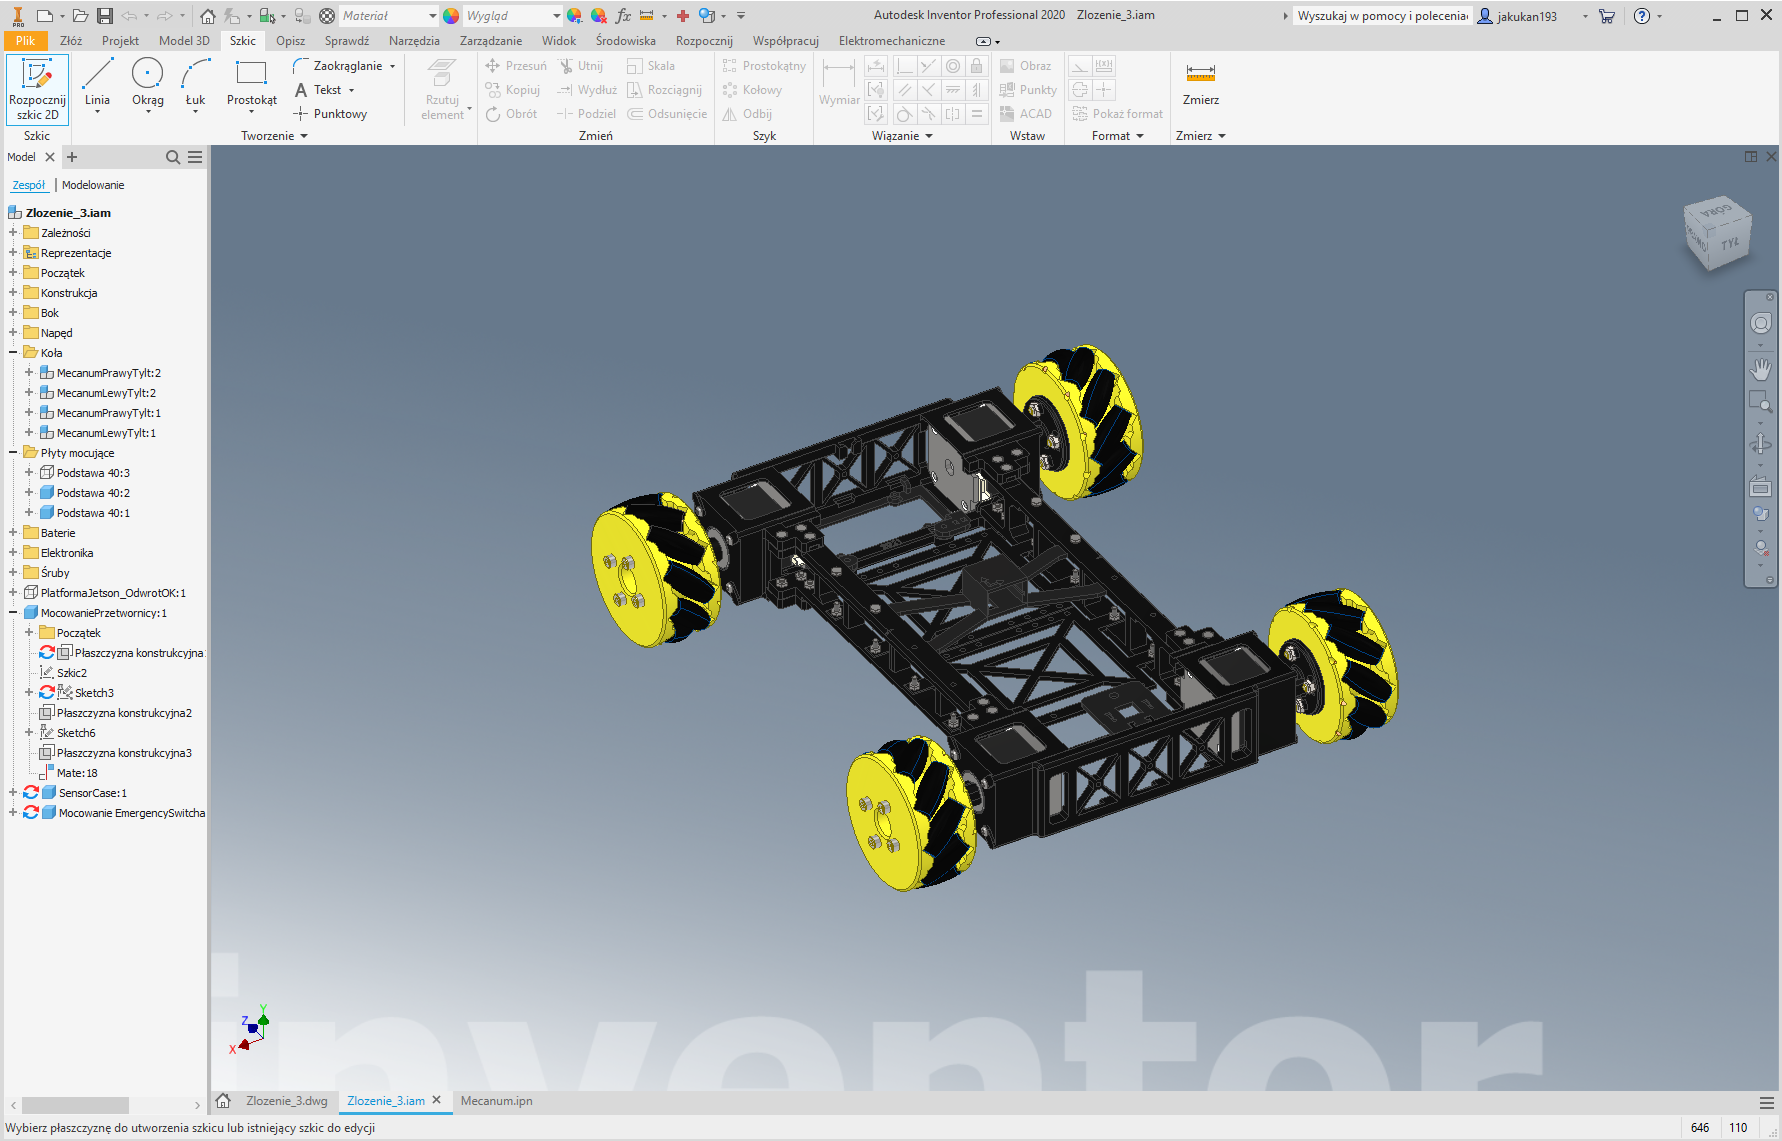 PRO
Materiał
Wygląd
fx
Autodesk Inventor Professional 2020 Zlozenie_3.iam
Wyszukaj w pomocy i polecenia
jakukan193
Plik Złóż Projekt Model 3D Szkic Opisz Sprawdź Narzędzia Zarządzanie Widok Środowiska Rozpocznij Współpracuj Elektromechaniczne
Rozpocznij
szkic 2D
Linia
Okrąg
Łuk
Prostokąt
Zaokrąglanie
Tekst
Punktowy
Rzutuj
element
Przesuń
Kopiuj
Obrót
Utnij
Wydłuż
Podziel
Skala
Rozciągnij
Odsunięcie
Prostokątny
Kołowy
Odbij
Wymiar
Obraz
Punkty
ACAD
Pokaż format
Zmierz
Szkic Tworzenie Zmień Szyk Wiązanie Wstaw Format Zmierz
Model
Zespół Modelowanie
Zlozenie_3.iam
Zależności
Reprezentacje
Początek
Konstrukcja
Bok
Napęd
Koła
MecanumPrawyTylt:2
MecanumLewyTylt:2
MecanumPrawyTylt:1
MecanumLewyTylt:1
Płyty mocujące
Podstawa 40:3
Podstawa 40:2
Podstawa 40:1
Baterie
Elektronika
Śruby
PlatformaJetson_OdwrotOK:1
MocowaniePrzetwornicy:1
Początek
Płaszczyzna konstrukcyjna
Szkic2
Sketch3
Płaszczyzna konstrukcyjna2
Sketch6
Płaszczyzna konstrukcyjna3
Mate:18
SensorCase:1
Mocowanie EmergencySwitcha
GÓRA
TYŁ
Y
Z
X
inventor
Zlozenie_3.dwg Zlozenie_3.iam Mecanum.ipn
Wybierz płaszczyznę do utworzenia szkicu lub istniejący szkic do edycji
646 110